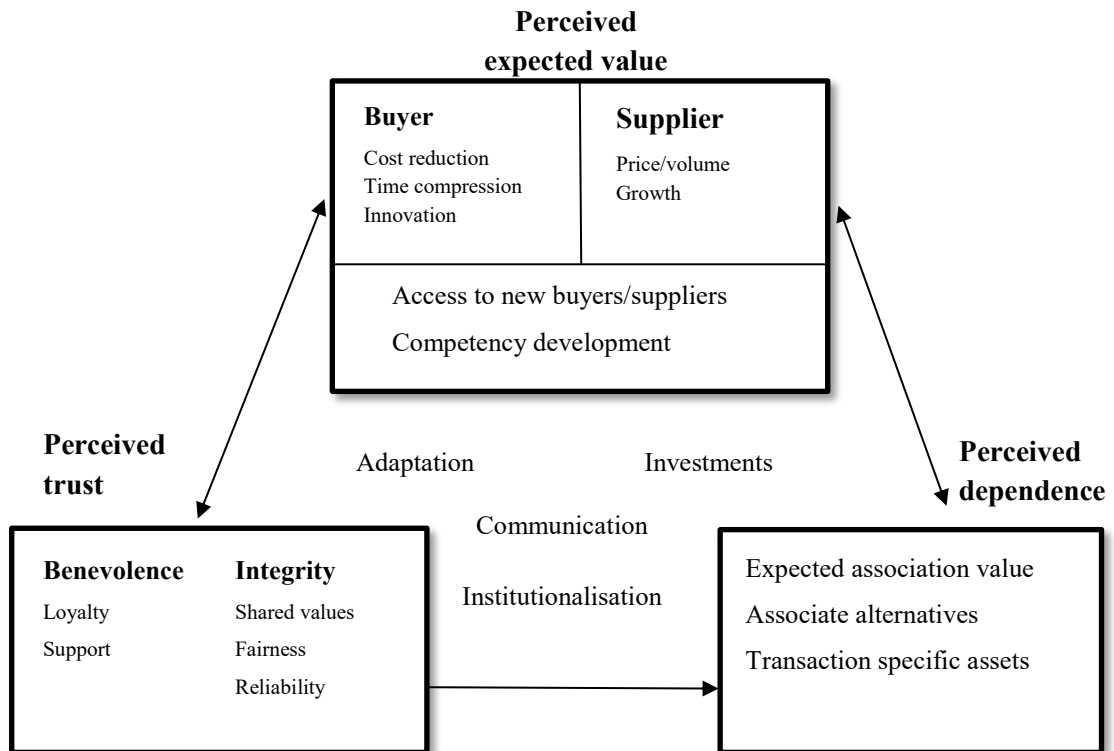 Perceived
expected value
Buyer
Cost reduction
Time compression
Innovation
Supplier
Price/volume
Growth
Access to new buyers/suppliers
Competency development
Perceived
trust
Adaptation
Investments
Perceived
dependence
Communication
Institutionalisation
Benevolence
Loyalty
Support
Integrity
Shared values
Fairness
Reliability
Expected association value
Associate alternatives
Transaction specific assets